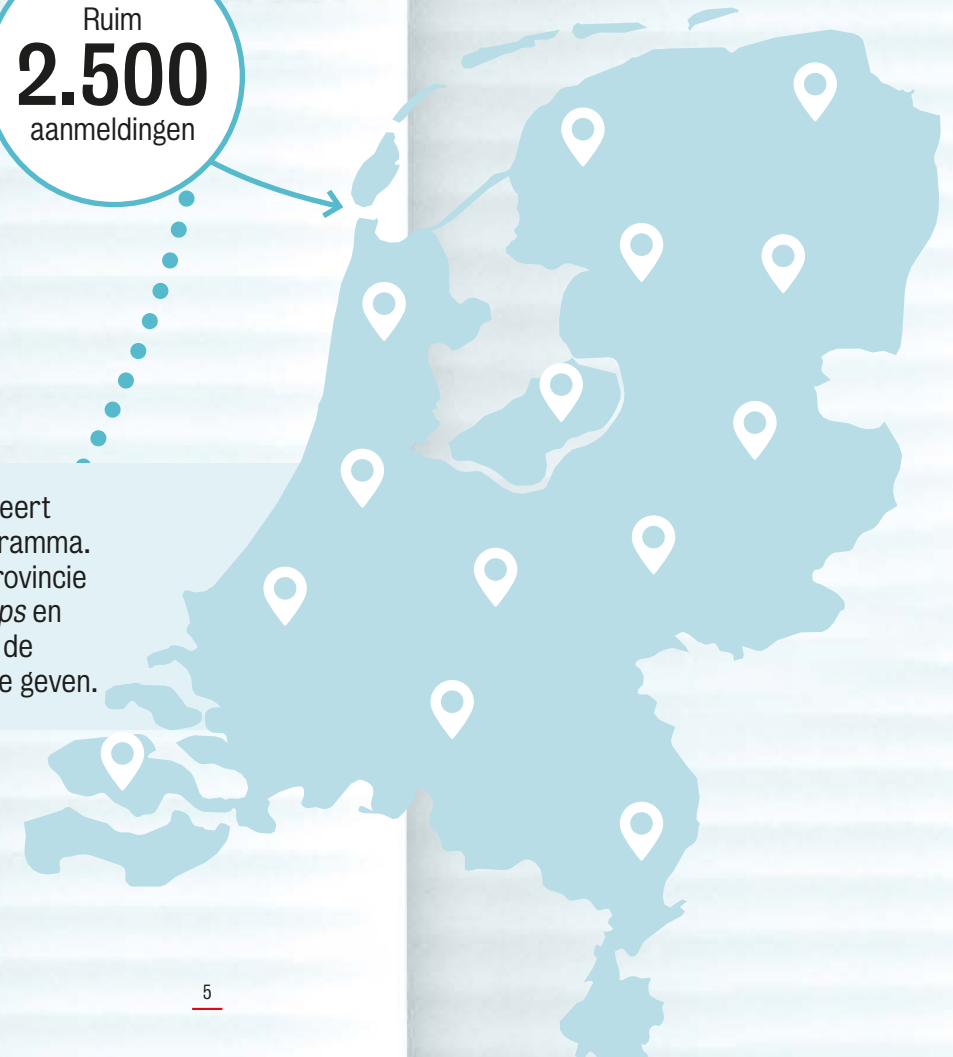 Ruim
2.500
aanmeldingen
eert
ramma.
rovincie
ps en
de
e geven.
5